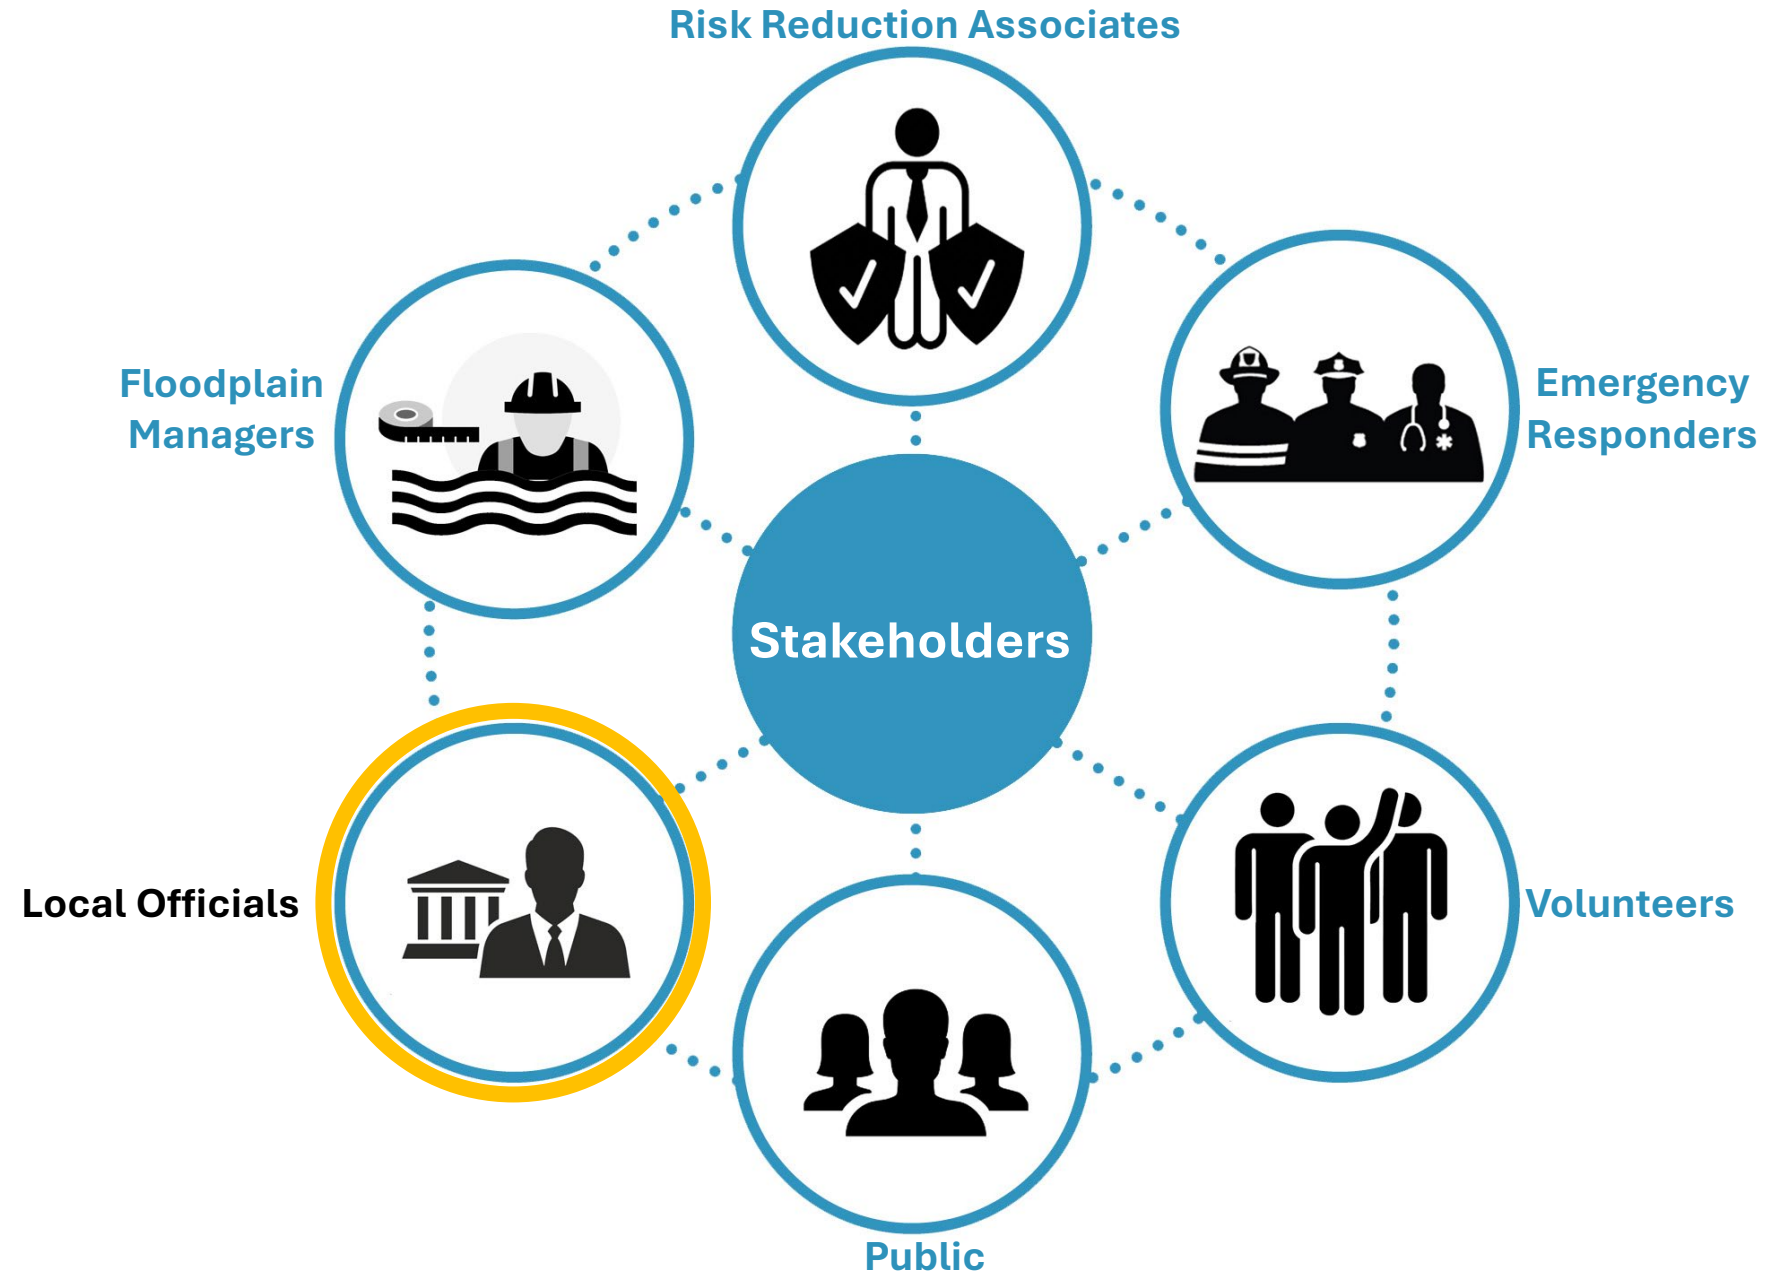 Risk Reduction Associates
Floodplain
Managers
Emergency
Responders
Stakeholders
Local Officials
Volunteers
Public